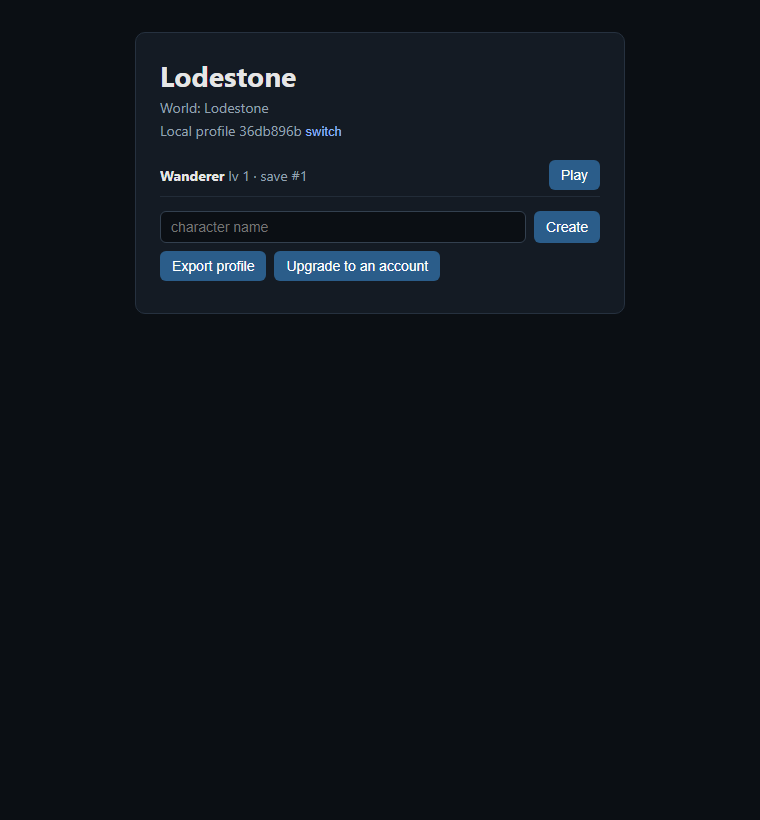 Lodestone
World: Lodestone
Local profile 36db896b switch
Wanderer lv 1 · save #1
Play
character name
Create
Export profile
Upgrade to an account